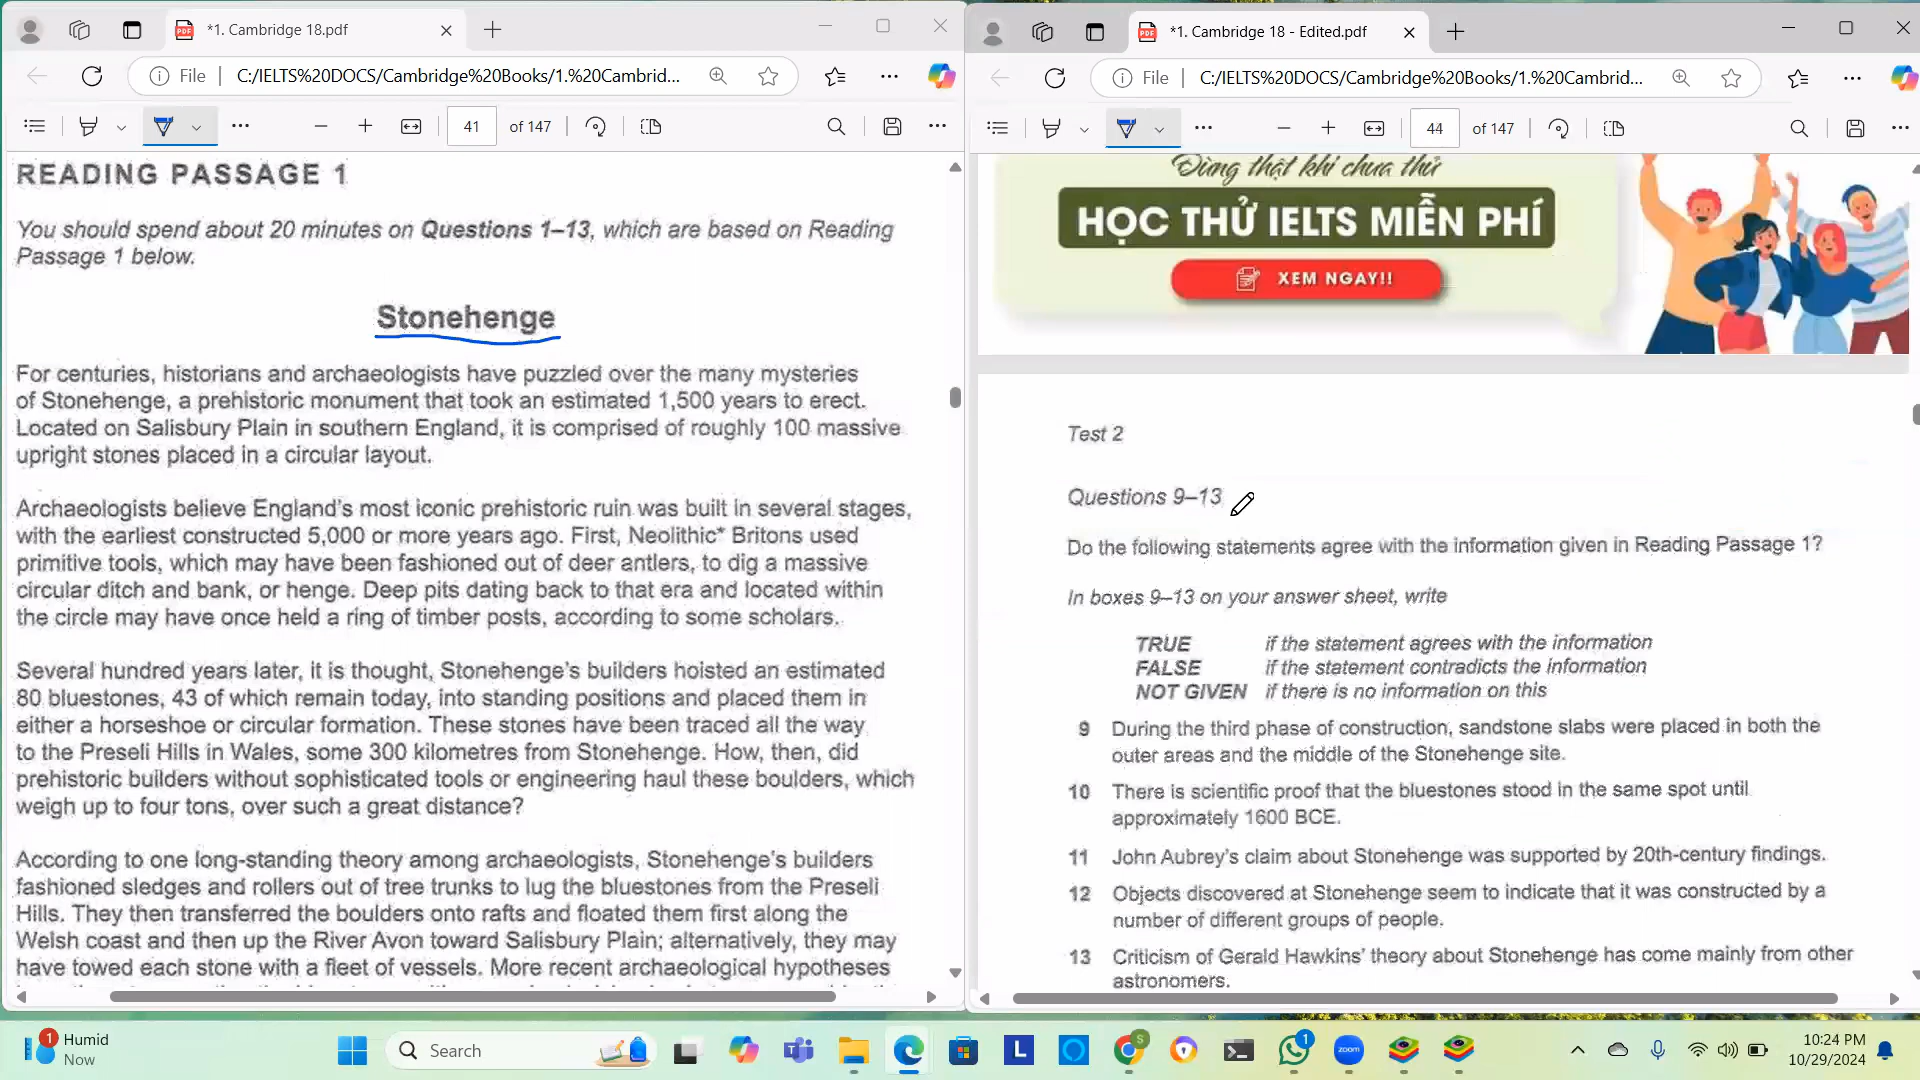 *1. Cambridge 18.pdf
File C:/IELTS%20DOCS/Cambridge%20Books/1.%20Cambrid...
41 of 147
READING PASSAGE 1
You should spend about 20 minutes on Questions 1–13, which are based on Reading
Passage 1 below.
Stonehenge
For centuries, historians and archaeologists have puzzled over the many mysteries
of Stonehenge, a prehistoric monument that took an estimated 1,500 years to erect.
Located on Salisbury Plain in southern England, it is comprised of roughly 100 massive
upright stones placed in a circular layout.
Archaeologists believe England's most iconic prehistoric ruin was built in several stages,
with the earliest constructed 5,000 or more years ago. First, Neolithic* Britons used
primitive tools, which may have been fashioned out of deer antlers, to dig a massive
circular ditch and bank, or henge. Deep pits dating back to that era and located within
the circle may have once held a ring of timber posts, according to some scholars.
Several hundred years later, it is thought, Stonehenge's builders hoisted an estimated
80 bluestones, 43 of which remain today, into standing positions and placed them in
either a horseshoe or circular formation. These stones have been traced all the way
to the Preseli Hills in Wales, some 300 kilometres from Stonehenge. How, then, did
prehistoric builders without sophisticated tools or engineering haul these boulders, which
weigh up to four tons, over such a great distance?
According to one long-standing theory among archaeologists, Stonehenge's builders
fashioned sledges and rollers out of tree trunks to lug the bluestones from the Preseli
Hills. They then transferred the boulders onto rafts and floated them first along the
Welsh coast and then up the River Avon toward Salisbury Plain; alternatively, they may
have towed each stone with a fleet of vessels. More recent archaeological hypotheses
*1. Cambridge 18 - Edited.pdf
File C:/IELTS%20DOCS/Cambridge%20Books/1.%20Cambrid...
44 of 147
Đừng thật khi chưa thử
HỌC THỬ IELTS MIỄN PHÍ
XEM NGAY!!
Test 2
Questions 9–13
Do the following statements agree with the information given in Reading Passage 1?
In boxes 9–13 on your answer sheet, write
TRUE if the statement agrees with the information
FALSE if the statement contradicts the information
NOT GIVEN if there is no information on this
9 During the third phase of construction, sandstone slabs were placed in both the
outer areas and the middle of the Stonehenge site.
10 There is scientific proof that the bluestones stood in the same spot until
approximately 1600 BCE.
11 John Aubrey's claim about Stonehenge was supported by 20th-century findings.
12 Objects discovered at Stonehenge seem to indicate that it was constructed by a
number of different groups of people.
13 Criticism of Gerald Hawkins' theory about Stonehenge has come mainly from other
astronomers.
1 Humid
Now
Search
L
S
1
zoom
10:24 PM
10/29/2024